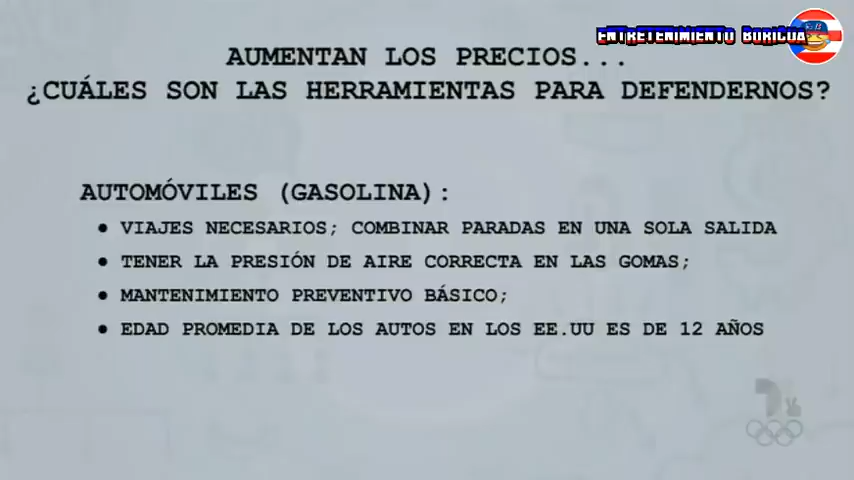 ENTRETENIMIENTO BORICUA
AUMENTAN LOS PRECIOS...
¿CUÁLES SON LAS HERRAMIENTAS PARA DEFENDERNOS?
AUTOMÓVILES (GASOLINA):
● VIAJES NECESARIOS; COMBINAR PARADAS EN UNA SOLA SALIDA
● TENER LA PRESIÓN DE AIRE CORRECTA EN LAS GOMAS;
● MANTENIMIENTO PREVENTIVO BÁSICO;
● EDAD PROMEDIA DE LOS AUTOS EN LOS EE.UU ES DE 12 AÑOS